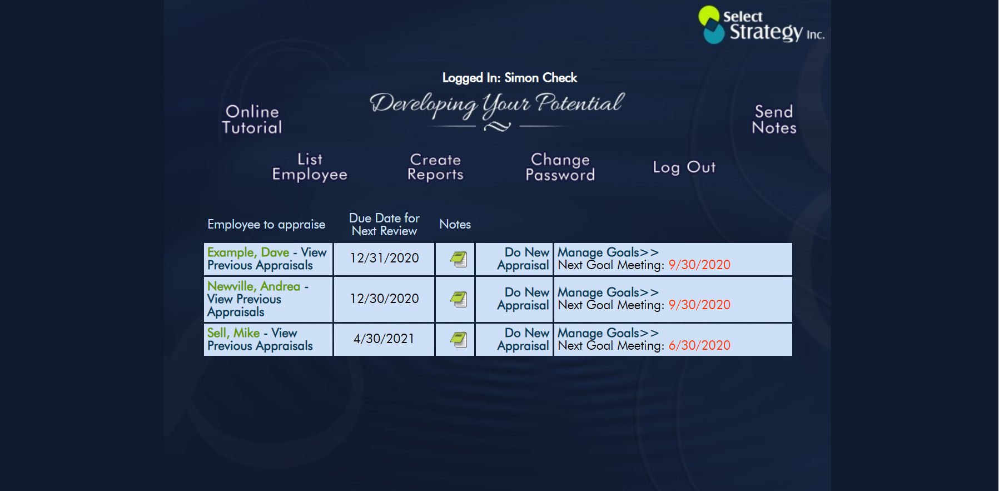 Select
Strategy Inc.
Logged In: Simon Check
Developing Your Potential
Online
Tutorial
Send
Notes
List
Employee
Create
Reports
Change
Password
Log Out
Employee to appraise
Due Date for
Next Review
Notes
Example, Dave - View
Previous Appraisals
12/31/2020
Do New
Appraisal
Manage Goals>>
Next Goal Meeting: 9/30/2020
Newville, Andrea -
View Previous
Appraisals
12/30/2020
Do New
Appraisal
Manage Goals>>
Next Goal Meeting: 9/30/2020
Sell, Mike - View
Previous Appraisals
4/30/2021
Do New
Appraisal
Manage Goals>>
Next Goal Meeting: 6/30/2020